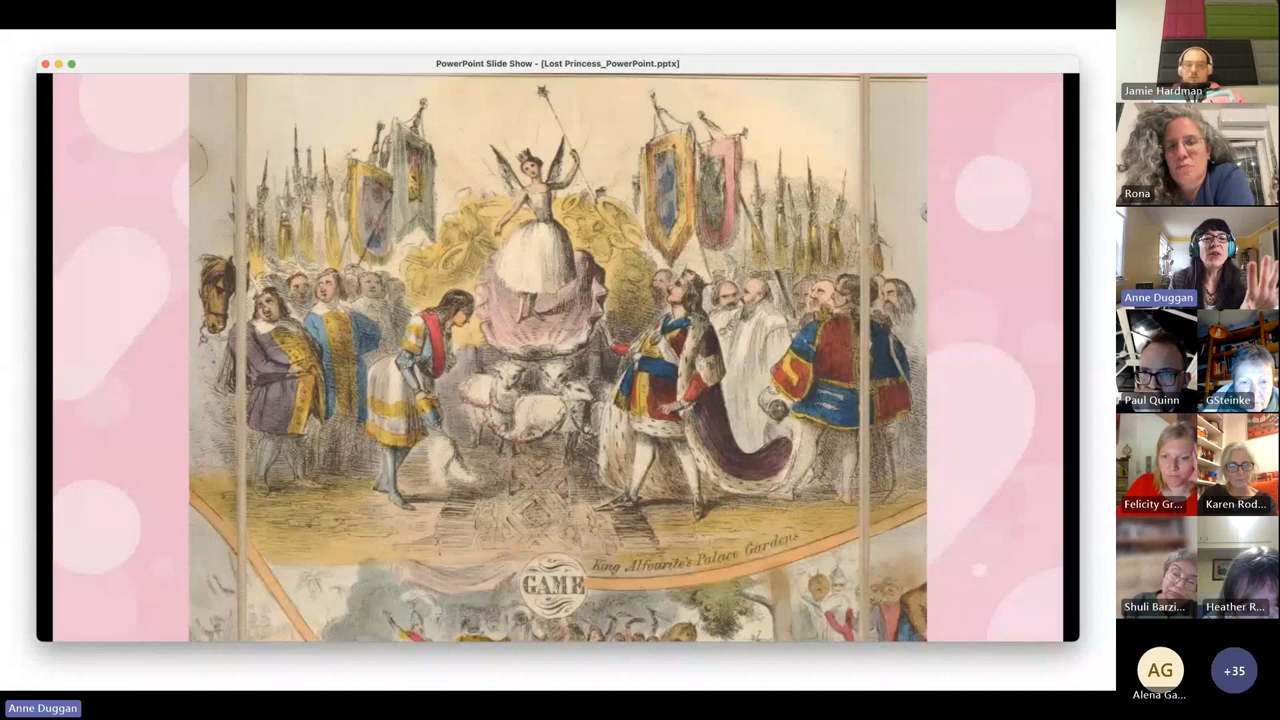 PowerPoint Slide Show - [Lost Princess_PowerPoint.pptx]
King Alfourite's Palace Gardens
GAME
Jamie Hardman
Rona
Anne Duggan
Paul Quinn
GSteinke
Felicity Gr...
Karen Rod...
Shuli Barzi...
Heather R...
AG
Alena Ga...
+35
Anne Duggan